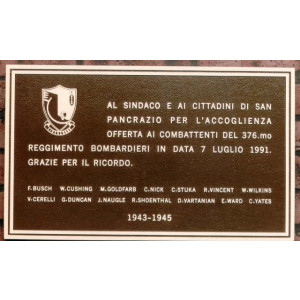 AL SINDACO E AI CITTADINI DI SAN
PANCRAZIO PER L'ACCOGLIENZA
OFFERTA AI COMBATTENTI DEL 376.mo
REGGIMENTO BOMBARDIERI IN DATA 7 LUGLIO 1991.
GRAZIE PER IL RICORDO.
F.BUSCH W.CUSHING M.GOLDFARB C.NICK C.STUKA R.VINCENT W.WILKINS
V.CERELLI G.DUNCAN J.NAUGLE R.SHOENTHAL D.VARTANIAN E.WARD C.YATES
1943-1945